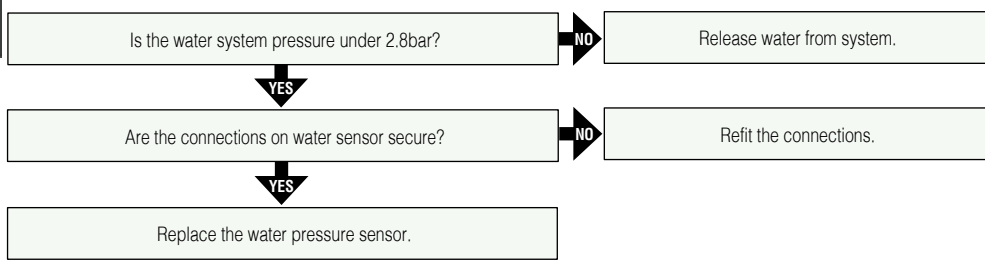 Is the water system pressure under 2.8bar?
NO
Release water from system.
YES
Are the connections on water sensor secure?
NO
Refit the connections.
YES
Replace the water pressure sensor.